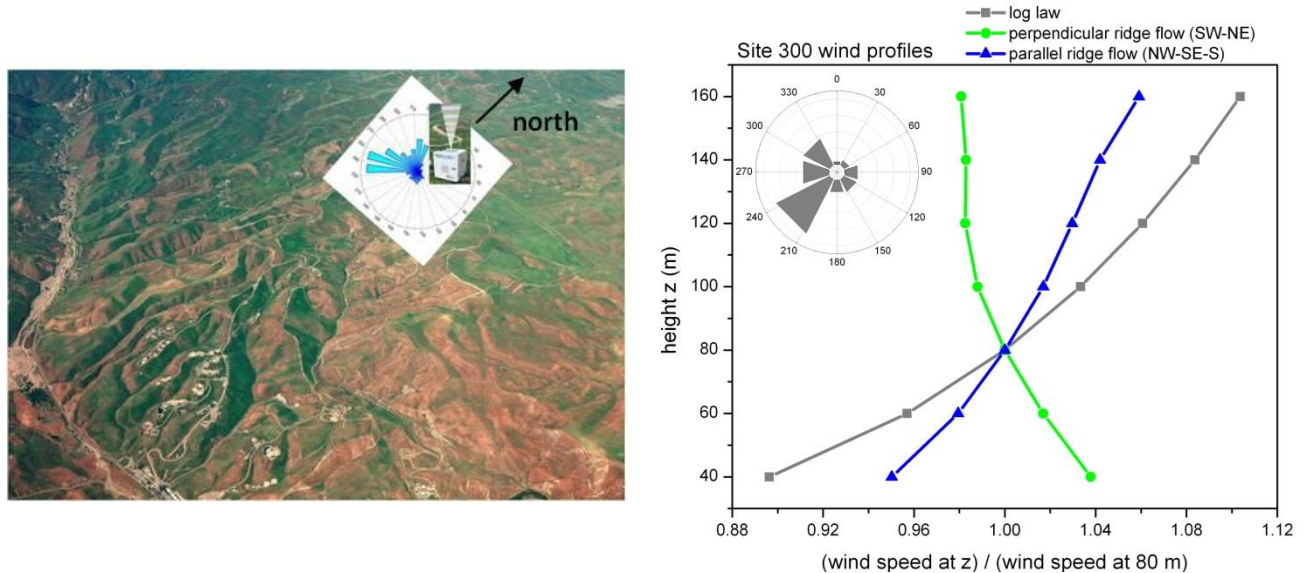 north
log law
perpendicular ridge flow (SW-NE)
parallel ridge flow (NW-SE-S)
Site 300 wind profiles
0
30
60
90
120
150
180
210
240
270
300
330
160
140
120
100
80
60
40
height z (m)
0.88 0.92 0.96 1.00 1.04 1.08 1.12
(wind speed at z) / (wind speed at 80 m)